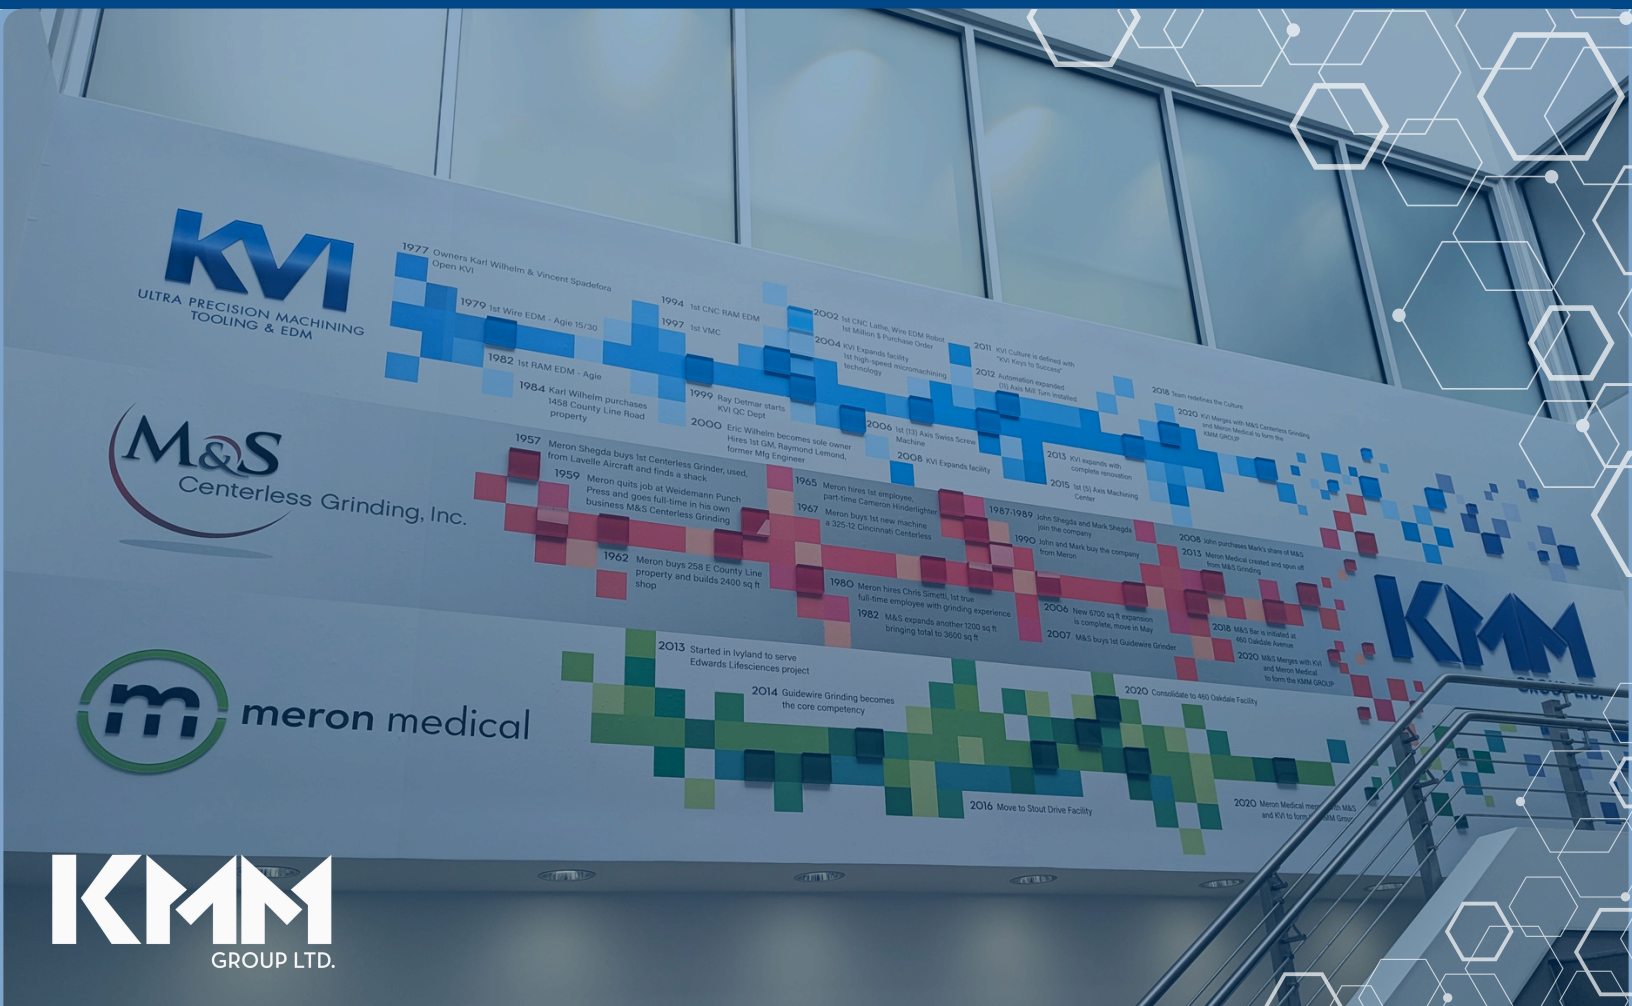 KVI
ULTRA PRECISION MACHINING
TOOLING & EDM
1977 Owners Karl Wilhelm & Vincent Spadefora
Open KVI
1979 1st Wire EDM - Agie 15/30
1982 1st RAM EDM - Agie
1984 Karl Wilhelm purchases
1458 County Line Road
property
1994 1st CNC RAM EDM
1997 1st VMC
1999 Ray Detmar starts
KVI QC Dept
2000 Eric Wilhelm becomes sole owner
Hires 1st GM, Raymond Lemond,
former Mfg Engineer
2002 1st CNC Lathe, Wire EDM Robot
1st Million $ Purchase Order
2004 KVI Expands facility
1st high-speed micromachining
technology
2006 1st (13) Axis Swiss Screw
Machine
2008 KVI Expands facility
2011 KVI Culture is defined with
"KVI Keys to Success"
2012 Automation expanded
(11) Axis Mill Turn installed
2013 KVI expands with
complete renovation
2015 1st (5) Axis Machining
Center
2018 Team redefines the Culture
2020 KVI Merges with M&S Centerless Grinding
and Meron Medical to form the
KMM GROUP
M&S
Centerless Grinding, Inc.
1957 Meron Shegda buys 1st Centerless Grinder, used,
from Lavelle Aircraft and finds a shack
1959 Meron quits job at Weidemann Punch
Press and goes full-time in his own
business M&S Centerless Grinding
1962 Meron buys 258 E County Line
property and builds 2400 sq ft
shop
1965 Meron hires 1st employee,
part-time Cameron Hinderlighter
1967 Meron buys 1st new machine
a 325-12 Cincinnati Centerless
1980 Meron hires Chris Simotti, 1st true
full-time employee with grinding experience
1982 M&S expands another 1200 sq ft
bringing total to 3600 sq ft
1987-1989 John Shegda and Mark Shegda
join the company
1990 John and Mark buy the company
from Meron
2006 New 6700 sq ft expansion
is complete, move in May
2007 M&S buys 1st Guidewire Grinder
2008 John purchases Mark's share of M&S
2013 Meron Medical created and spun off
from M&S Grinding
2018 M&S Bar is initiated at
460 Oakdale Avenue
2020 M&S Merges with KVI
and Meron Medical
to form the KMM GROUP
KMM
GROUP LTD.
m
meron medical
2013 Started in Ivyland to serve
Edwards Lifesciences project
2014 Guidewire Grinding becomes
the core competency
2016 Move to Stout Drive Facility
2020 Consolidate to 460 Oakdale Facility
2020 Meron Medical with M&S
and KVI to form KMM Group
KMM
GROUP LTD.